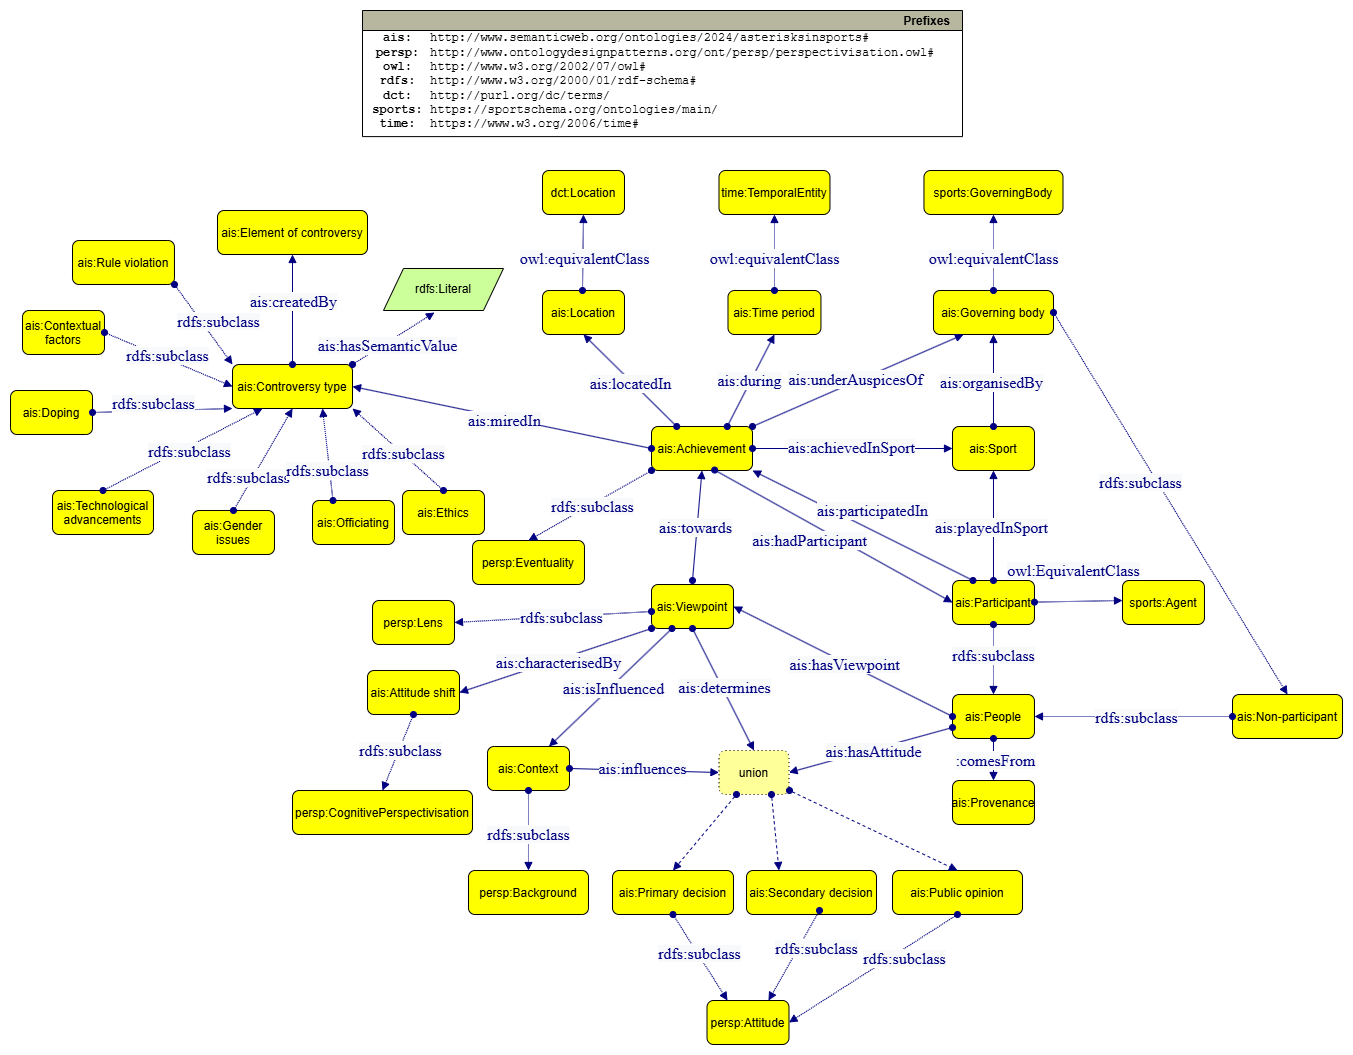 Prefixes
ais: http://www.semanticweb.org/ontologies/2024/asterisksinsports#
persp: http://www.ontologydesignpatterns.org/ont/persp/perspectivisation.owl#
owl: http://www.w3.org/2002/07/owl#
rdfs: http://www.w3.org/2000/01/rdf-schema#
dct: http://purl.org/dc/terms/
sports: https://sportschema.org/ontologies/main/
time: https://www.w3.org/2006/time#
dct:Location
time:TemporalEntity
sports:GoverningBody
ais:Element of controversy
ais:Rule violation
owl:equivalentClass
owl:equivalentClass
owl:equivalentClass
rdfs:Literal
ais:createdBy
ais:Location
ais:Time period
ais:Governing body
rdfs:subclass
ais:Contextual
factors
ais:hasSemanticValue
rdfs:subclass
ais:Controversy type
ais:locatedIn
ais:during
ais:underAuspicesOf
ais:organisedBy
rdfs:subclass
ais:Doping
ais:miredIn
ais:Achievement
ais:achievedInSport
ais:Sport
rdfs:subclass
rdfs:subclass
rdfs:subclass
rdfs:subclass
rdfs:subclass
ais:Technological
advancements
ais:Gender
issues
ais:Officiating
ais:Ethics
rdfs:subclass
ais:participatedIn
ais:towards
ais:hadParticipant
ais:playedInSport
persp:Eventuality
owl:EquivalentClass
ais:Viewpoint
ais:Participant
sports:Agent
persp:Lens
rdfs:subclass
rdfs:subclass
ais:characterisedBy
ais:hasViewpoint
ais:Attitude shift
ais:isInfluenced
ais:determines
ais:People
rdfs:subclass
ais:Non-participant
rdfs:subclass
ais:hasAttitude
:comesFrom
ais:Context
ais:influences
union
ais:Provenance
persp:CognitivePerspectivisation
rdfs:subclass
persp:Background
ais:Primary decision
ais:Secondary decision
ais:Public opinion
rdfs:subclass
rdfs:subclass
rdfs:subclass
persp:Attitude